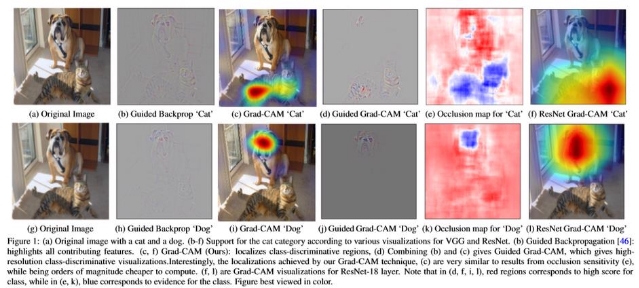 (a) Original Image (b) Guided Backprop ‘Cat’ (c) Grad-CAM ‘Cat’ (d) Guided Grad-CAM ‘Cat’ (e) Occlusion map for ‘Cat’ (f) ResNet Grad-CAM ‘Cat’
(g) Original Image (h) Guided Backprop ‘Dog’ (i) Grad-CAM ‘Dog’ (j) Guided Grad-CAM ‘Dog’ (k) Occlusion map for ‘Dog’ (l) ResNet Grad-CAM ‘Dog’
Figure 1: (a) Original image with a cat and a dog. (b-f) Support for the cat category according to various visualizations for VGG and ResNet. (b) Guided Backpropagation [46]:
highlights all contributing features. (c, f) Grad-CAM (Ours): localizes class-discriminative regions, (d) Combining (b) and (c) gives Guided Grad-CAM, which gives high-
resolution class-discriminative visualizations.Interestingly, the localizations achieved by our Grad-CAM technique, (c) are very similar to results from occlusion sensitivity (e),
while being orders of magnitude cheaper to compute. (f, l) are Grad-CAM visualizations for ResNet-18 layer. Note that in (d, f, i, l), red regions corresponds to high score for
class, while in (e, k), blue corresponds to evidence for the class. Figure best viewed in color.